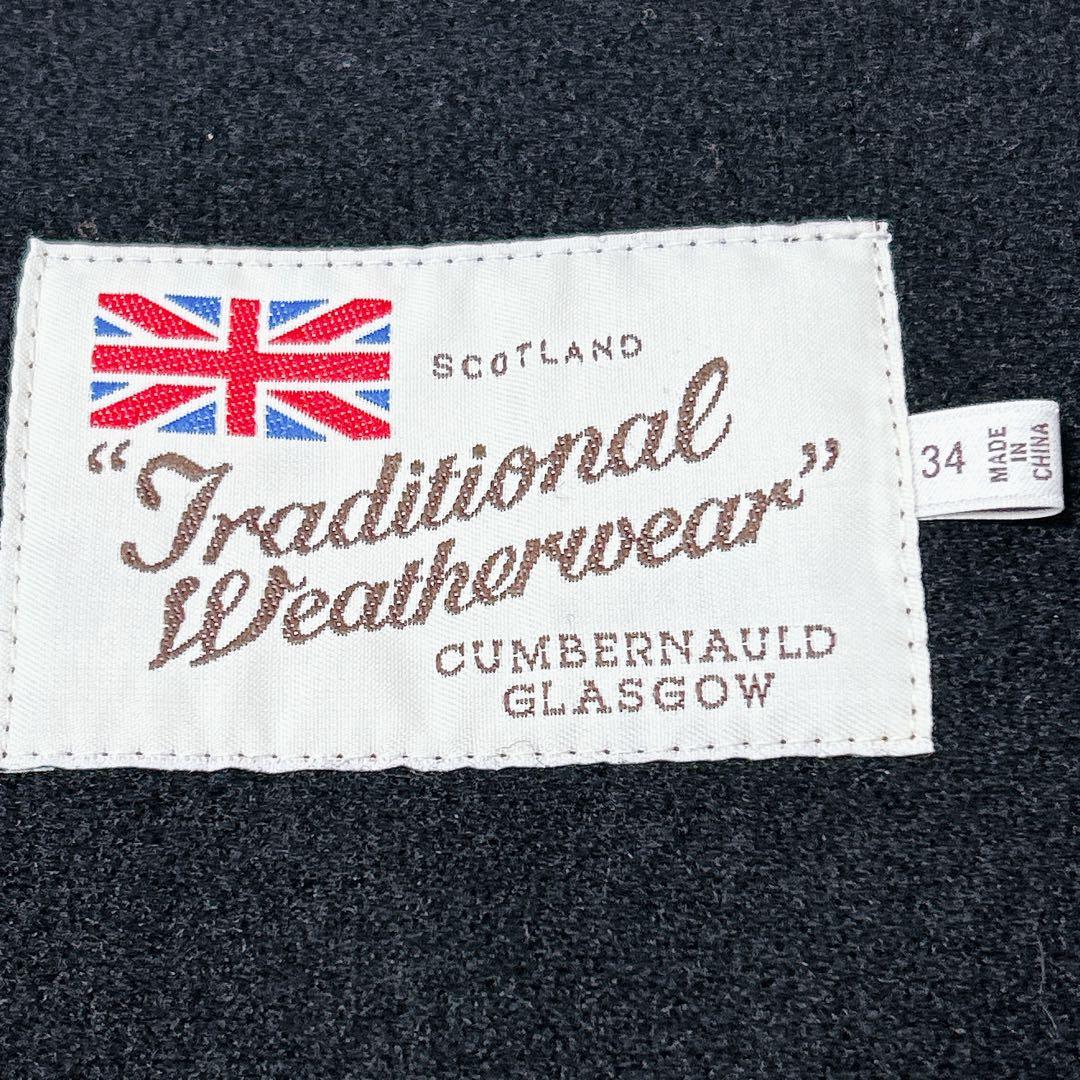 SCOTLAND
“Traditional
Weatherwear”
CUMBERNAULD
GLASGOW
34
MADE
IN
CHINA